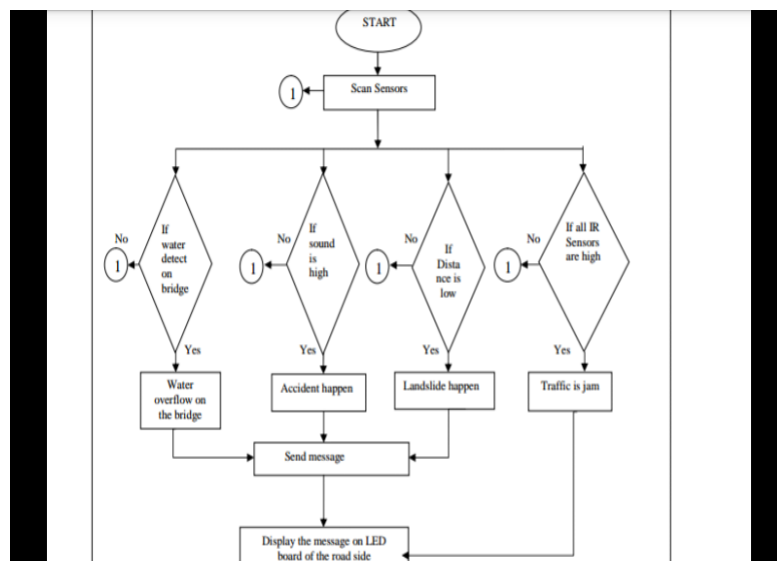 START
1
Scan Sensors
No
1
If
water
detect
on
bridge
Yes
No
1
If
sound
is
high
Yes
No
1
If
Dista
nce is
low
Yes
No
1
If all IR
Sensors
are high
Yes
Water
overflow on
the bridge
Accident happen
Landslide happen
Traffic is jam
Send message
Display the message on LED
board of the road side